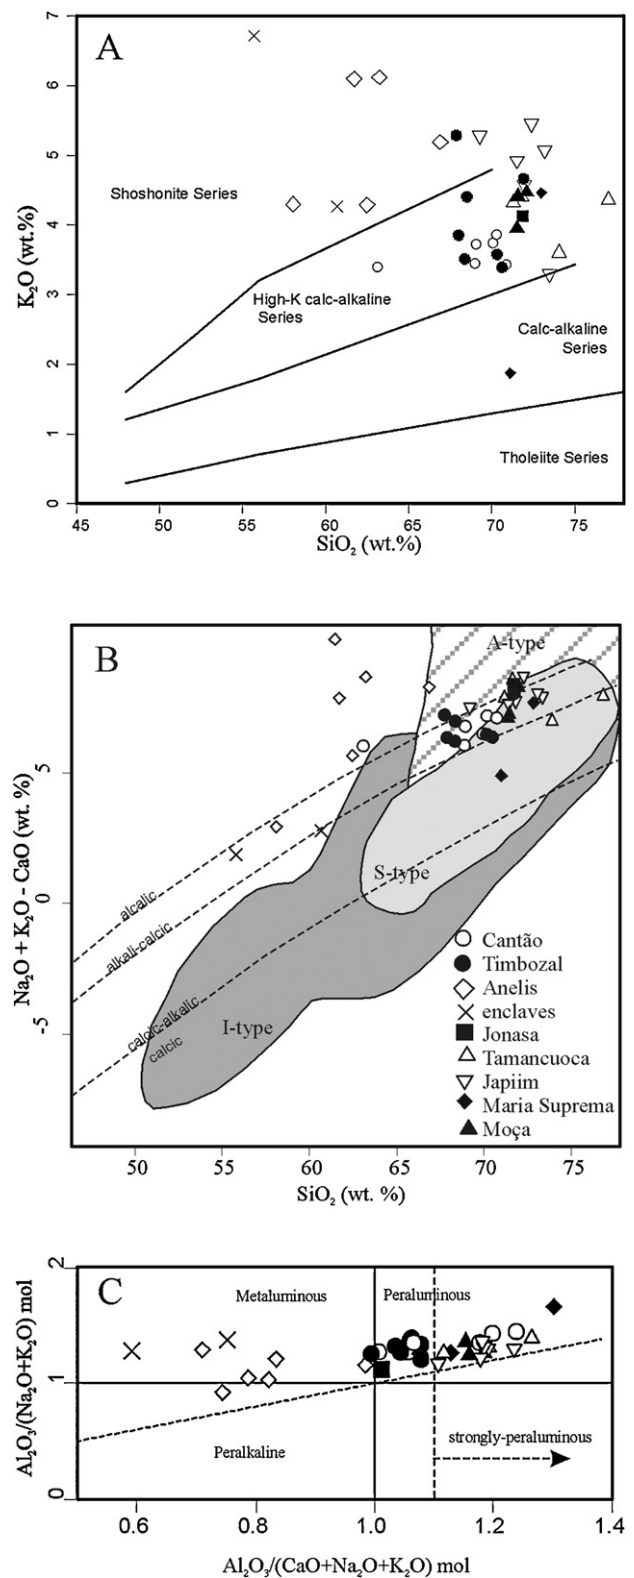 7
6
5
4
3
2
1
0
K₂O (wt.%)
A
Shoshonite Series
High-K calc-alkaline
Series
Calc-alkaline
Series
Tholeiite Series
45
50
55
60
65
70
75
SiO₂ (wt.%)
B
A-type
5
0
-5
Na₂O + K₂O - CaO (wt. %)
S-type
alcalic
alkali-calcic
calcic-alkalic
calcic
I-type
Cantão
Timbozal
Anelis
enclaves
Jonasa
Tamancuoca
Japiim
Maria Suprema
Moça
50
55
60
65
70
75
SiO₂ (wt. %)
2
1
0
Al₂O₃/(Na₂O+K₂O) mol
C
Metaluminous
Peraluminous
Peralkaline
strongly-peraluminous
0.6
0.8
1.0
1.2
1.4
Al₂O₃/(CaO+Na₂O+K₂O) mol